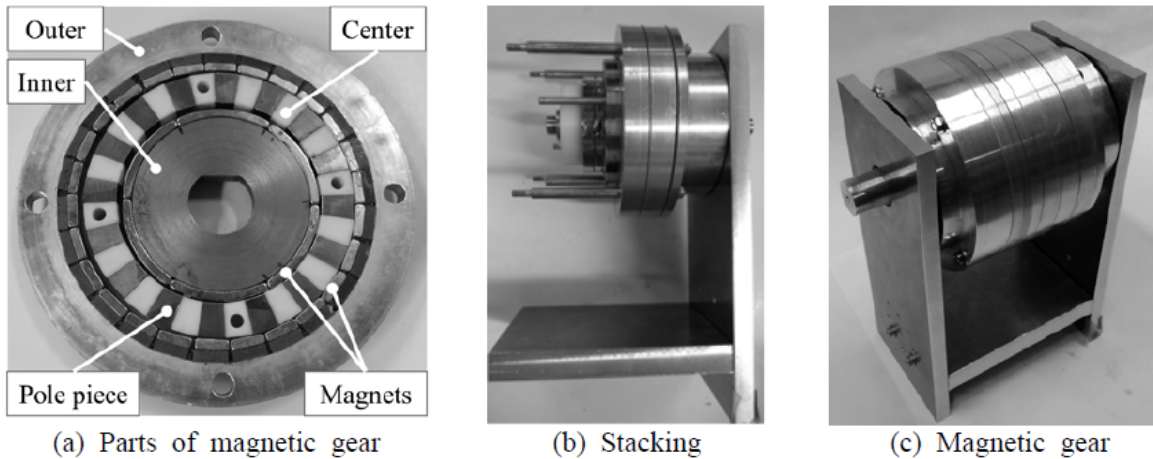 Outer
Center
Inner
Pole piece
Magnets
(a) Parts of magnetic gear
(b) Stacking
(c) Magnetic gear